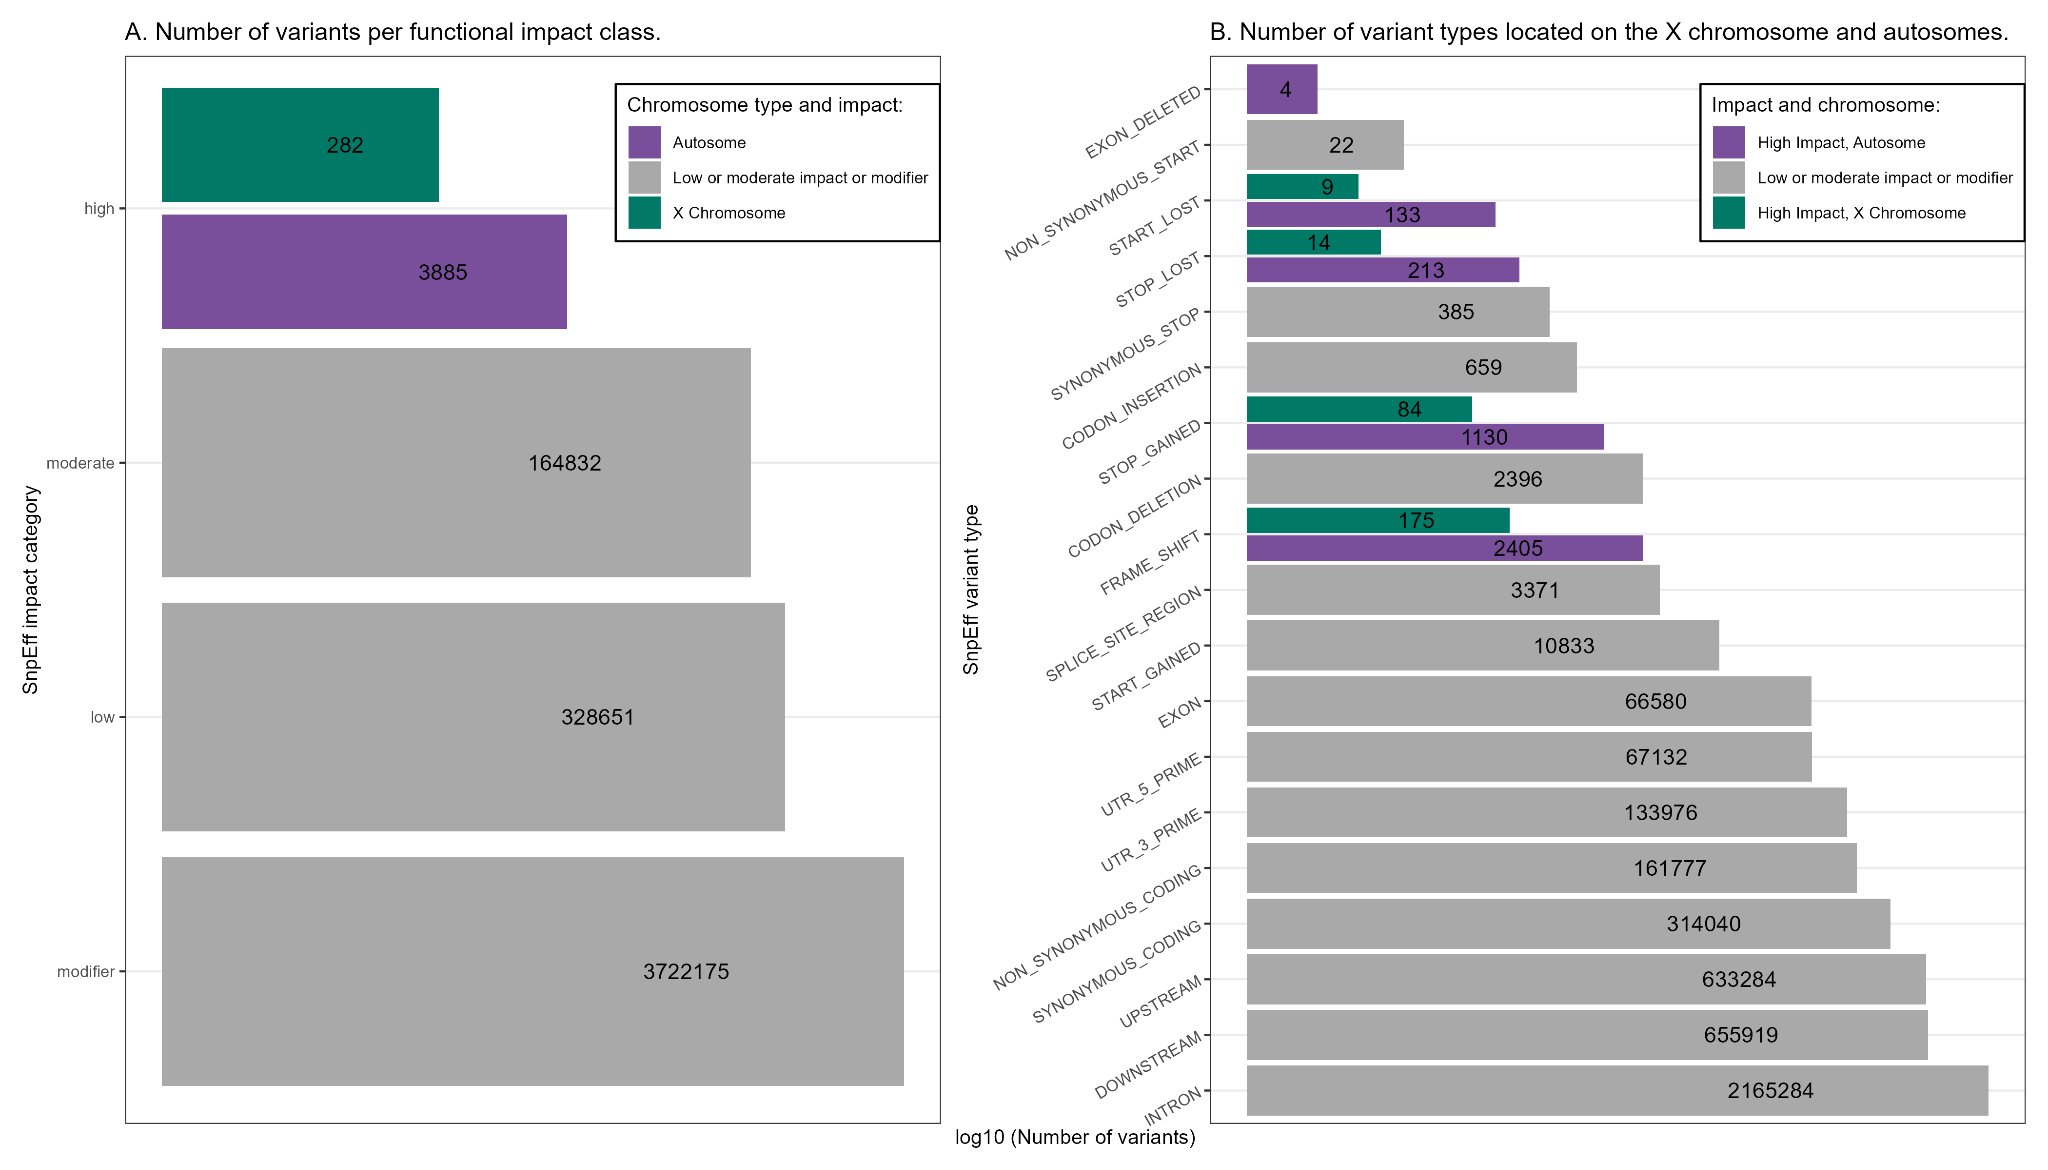 A. Number of variants per functional impact class.
Chromosome type and impact:
Autosome
Low or moderate impact or modifier
X Chromosome
282
high
3885
moderate
164832
low
328651
modifier
3722175
SnpEff impact category
B. Number of variant types located on the X chromosome and autosomes.
Impact and chromosome:
High Impact, Autosome
Low or moderate impact or modifier
High Impact, X Chromosome
EXON_DELETED
4
NON_SYNONYMOUS_START
22
START_LOST
9
133
STOP_LOST
14
213
SYNONYMOUS_STOP
385
CODON_INSERTION
659
STOP_GAINED
84
1130
CODON_DELETION
2396
FRAME_SHIFT
175
2405
SPLICE_SITE_REGION
3371
START_GAINED
10833
EXON
66580
UTR_5_PRIME
67132
UTR_3_PRIME
133976
NON_SYNONYMOUS_CODING
161777
SYNONYMOUS_CODING
314040
UPSTREAM
633284
DOWNSTREAM
655919
INTRON
2165284
SnpEff variant type
log10 (Number of variants)